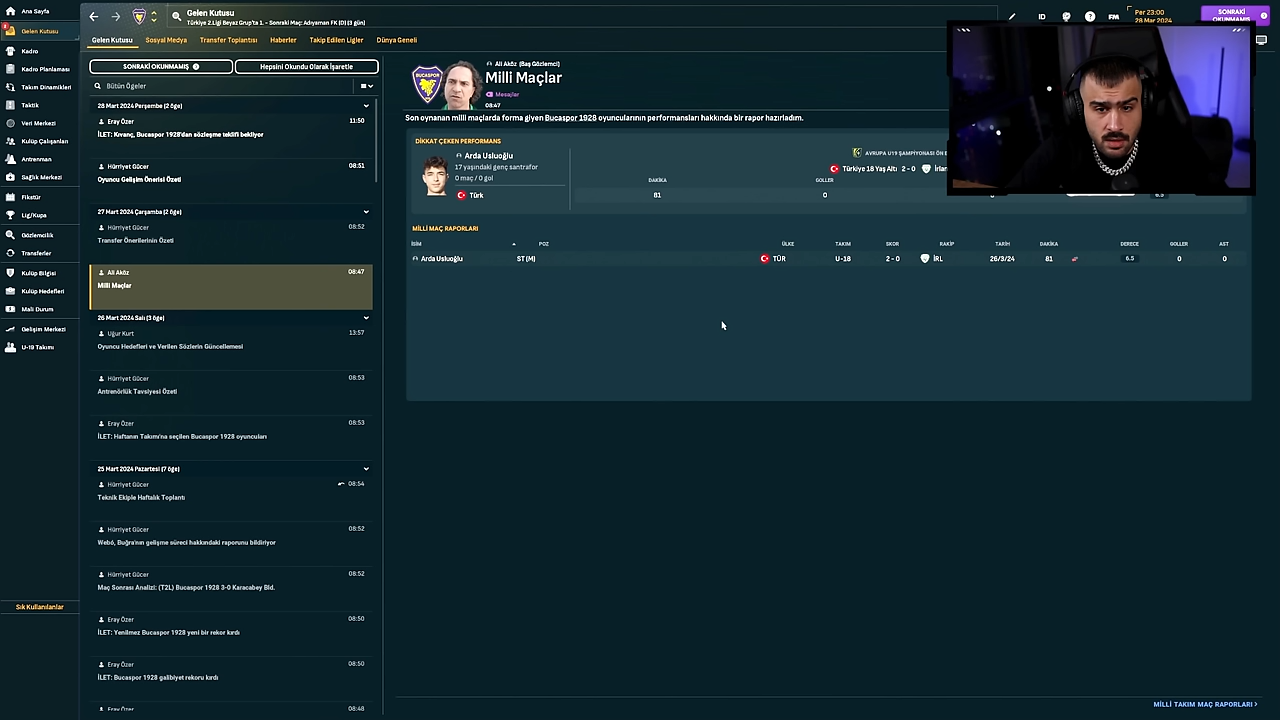 Ana Sayfa
Gelen Kutusu
Kadro
Kadro Planlaması
Takım Dinamikleri
Taktik
Veri Merkezi
Kulüp Çalışanları
Antrenman
Sağlık Merkezi
Fikstür
Lig/Kupa
Gözlemcilik
Transferler
Kulüp Bilgisi
Kulüp Hedefleri
Mali Durum
Gelişim Merkezi
U-19 Takımı
Sık Kullanılanlar
Gelen Kutusu
Türkiye 2.Ligi Beyaz Grup'ta 1. - Sonraki Maç: Adıyaman FK (D) (3 gün)
ID
FM
Per 23:00
28 Mar 2024
SONRAKİ
OKUNMAMIŞ
Gelen Kutusu Sosyal Medya Transfer Toplantısı Haberler Takip Edilen Ligler Dünya Geneli
SONRAKİ OKUNMAMIŞ Hepsini Okundu Olarak İşaretle
Bütün Öğeler
28 Mart 2024 Perşembe (2 öğe)
Eray Özer 11:50
İLET: Kıvanç, Bucaspor 1928'dan sözleşme teklifi bekliyor
Hürriyet Gücer 08:51
Oyuncu Gelişim Önerisi Özeti
27 Mart 2024 Çarşamba (2 öğe)
Hürriyet Gücer 08:52
Transfer Önerilerinin Özeti
Ali Aköz 08:47
Milli Maçlar
26 Mart 2024 Salı (3 öğe)
Uğur Kurt 13:57
Oyuncu Hedefleri ve Verilen Sözlerin Güncellemesi
Hürriyet Gücer 08:53
Antrenörlük Tavsiyesi Özeti
Eray Özer 08:53
İLET: Haftanın Takımı'na seçilen Bucaspor 1928 oyuncuları
25 Mart 2024 Pazartesi (7 öğe)
Hürriyet Gücer 08:54
Teknik Ekiple Haftalık Toplantı
Hürriyet Gücer 08:52
Webó, Buğra'nın gelişme süreci hakkındaki raporunu bildiriyor
Hürriyet Gücer 08:52
Maç Sonrası Analizi: (T2L) Bucaspor 1928 3-0 Karacabey Bld.
Eray Özer 08:50
İLET: Yenilmez Bucaspor 1928 yeni bir rekor kırdı
Eray Özer 08:50
İLET: Bucaspor 1928 galibiyet rekoru kırdı
Eray Özer 08:48
BUCASPOR
Ali Aköz (Baş Gözlemci)
Milli Maçlar
Mesajlar
08:47
Son oynanan milli maçlarda forma giyen Bucaspor 1928 oyuncularının performansları hakkında bir rapor hazırladım.
DİKKAT ÇEKEN PERFORMANS
Arda Usluoğlu
17 yaşındaki genç santrafor
0 maç / 0 gol
Türk
AVRUPA U19 ŞAMPİYONASI ÖN E
Türkiye 18 Yaş Altı 2 - 0 İrlan
DAKİKA GOLLER
81 0 0 6.5
MİLLİ MAÇ RAPORLARI
İSİM POZ ÜLKE TAKIM SKOR RAKİP TARİH DAKİKA DERECE GOLLER AST
Arda Usluoğlu ST (M) TÜR U-18 2 - 0 İRL 26/3/24 81 6.5 0 0
MİLLİ TAKIM MAÇ RAPORLARI >